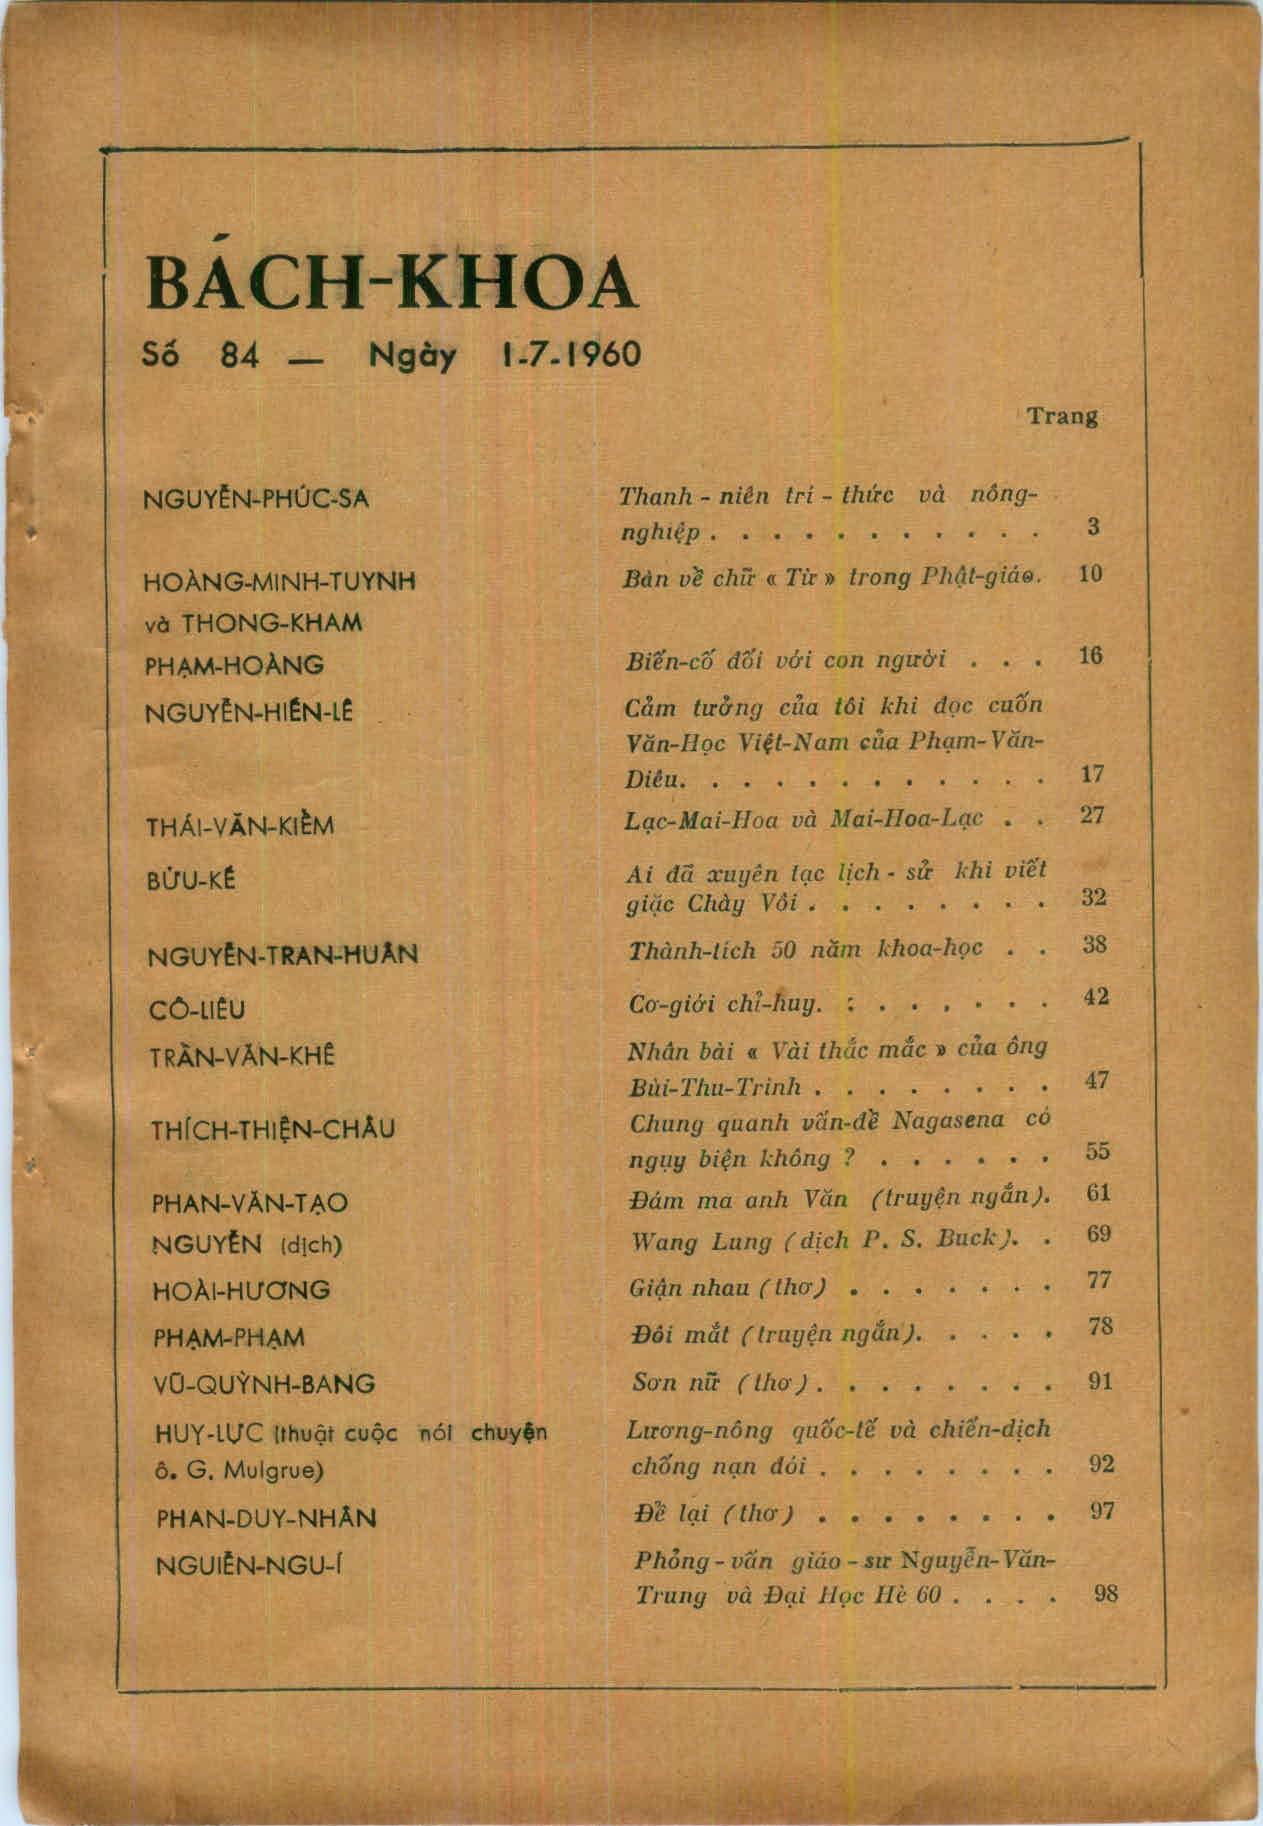 BÁCH-KHOA
Số 84 — Ngày 1-7-1960
Trang
NGUYỄN-PHÚC-SA Thanh - niên trí - thức và nông-
nghiệp . . . . . . . . . . . 3
HOÀNG-MINH-TUYNH Bàn về chữ « Từ » trong Phật-giáo. 10
và THONG-KHAM
PHẠM-HOÀNG Biến-cố đối với con người . . . 16
NGUYỄN-HIẾN-LÊ Cảm tưởng của tôi khi đọc cuốn
Văn-Học Việt-Nam của Phạm-Văn-
Diêu. . . . . . . . . . . . 17
THÁI-VĂN-KIỂM Lạc-Mai-Hoa và Mai-Hoa-Lạc . . 27
BỬU-KẾ Ai đã xuyên tạc lịch - sử khi viết
giặc Chày Vôi . . . . . . . . 32
NGUYỄN-TRAN-HUÂN Thành-tích 50 năm khoa-học . . 38
CÔ-LIÊU Cơ-giới chỉ-huy. : . . . . . . 42
TRẦN-VĂN-KHÊ Nhân bài « Vài thắc mắc » của ông
Bùi-Thu-Trinh . . . . . . . . 47
THÍCH-THIỆN-CHÂU Chung quanh vấn-đề Nagasena có
ngụy biện không ? . . . . . . 55
PHAN-VĂN-TẠO Đám ma anh Văn (truyện ngắn). 61
NGUYỄN (dịch) Wang Lung (dịch P. S. Buck). . 69
HOÀI-HƯƠNG Giận nhau (thơ) . . . . . . . 77
PHẠM-PHẠM Đôi mắt (truyện ngắn). . . . . 78
VŨ-QUỲNH-BANG Sơn nữ (thơ) . . . . . . . . 91
HUY-LỰC (thuật cuộc nói chuyện Lương-nông quốc-tế và chiến-dịch
ô. G. Mulgrue) chống nạn đói . . . . . . . . 92
PHAN-DUY-NHÂN Để lại (thơ) . . . . . . . . 97
NGUIỄN-NGU-Í Phỏng - vấn giáo - sư Nguyễn-Văn-
Trung và Đại Học Hè 60 . . . . 98